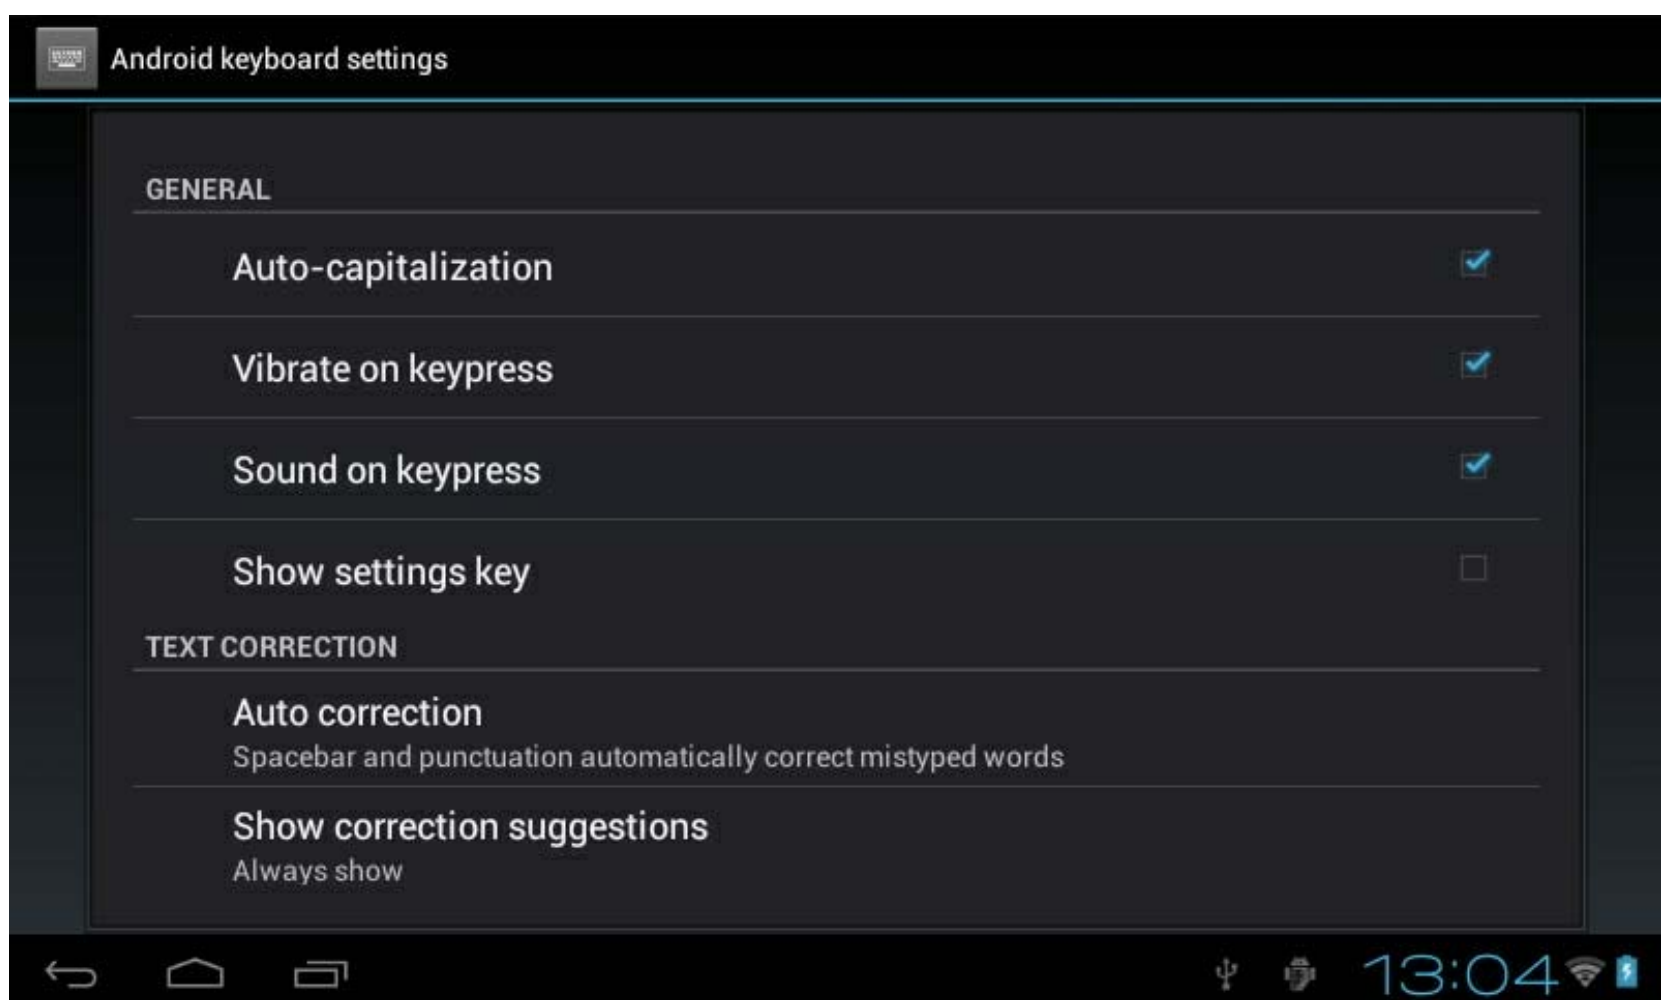 Android keyboard settings
GENERAL
Auto-capitalization
Vibrate on keypress
Sound on keypress
Show settings key
TEXT CORRECTION
Auto correction
Spacebar and punctuation automatically correct mistyped words
Show correction suggestions
Always show
13:04